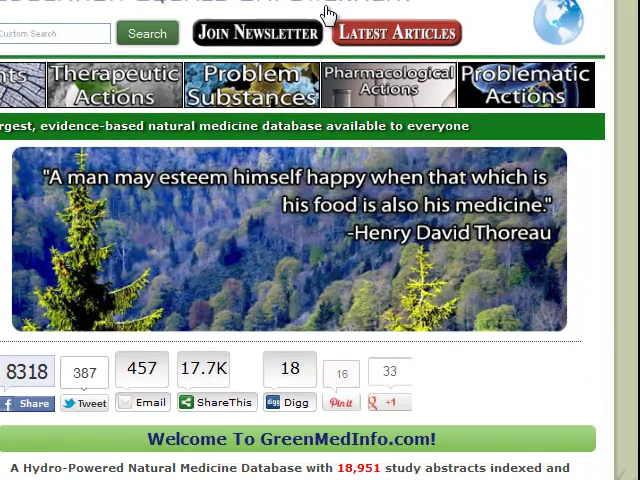 Custom Search
Search
JOIN NEWSLETTER
LATEST ARTICLES
Therapeutic Actions
Problem Substances
Pharmacological Actions
Problematic Actions
evidence-based natural medicine database available to everyone
"A man may esteem himself happy when that which is
his food is also his medicine."
-Henry David Thoreau
8318
387
457
17.7K
18
16
33
Share
Tweet
Email
ShareThis
digg Digg
Pin it
+1
Welcome To GreenMedInfo.com!
A Hydro-Powered Natural Medicine Database with 18,951 study abstracts indexed and